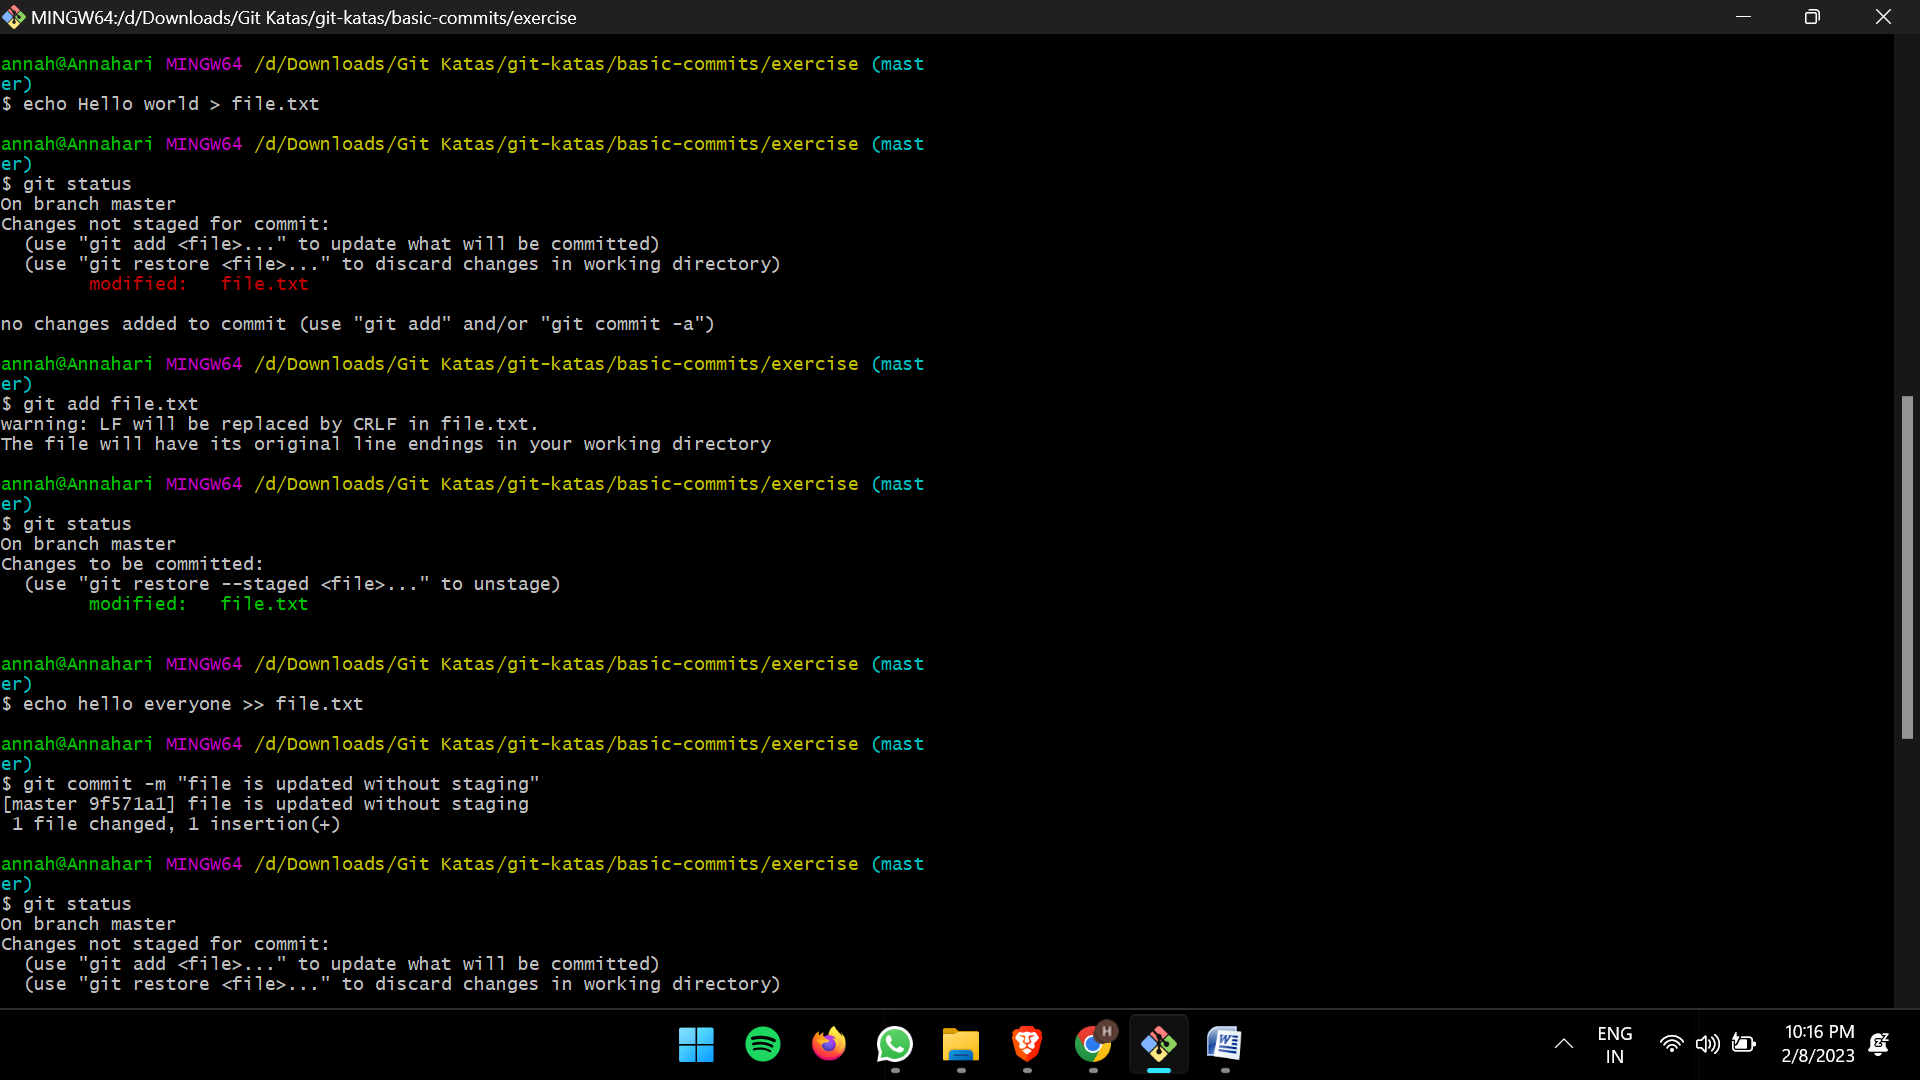 MINGW64:/d/Downloads/Git Katas/git-katas/basic-commits/exercise
annah@Annahari MINGW64 /d/Downloads/Git Katas/git-katas/basic-commits/exercise (mast
er)
$ echo Hello world > file.txt
annah@Annahari MINGW64 /d/Downloads/Git Katas/git-katas/basic-commits/exercise (mast
er)
$ git status
On branch master
Changes not staged for commit:
  (use "git add <file>..." to update what will be committed)
  (use "git restore <file>..." to discard changes in working directory)
        modified:   file.txt
no changes added to commit (use "git add" and/or "git commit -a")
annah@Annahari MINGW64 /d/Downloads/Git Katas/git-katas/basic-commits/exercise (mast
er)
$ git add file.txt
warning: LF will be replaced by CRLF in file.txt.
The file will have its original line endings in your working directory
annah@Annahari MINGW64 /d/Downloads/Git Katas/git-katas/basic-commits/exercise (mast
er)
$ git status
On branch master
Changes to be committed:
  (use "git restore --staged <file>..." to unstage)
        modified:   file.txt
annah@Annahari MINGW64 /d/Downloads/Git Katas/git-katas/basic-commits/exercise (mast
er)
$ echo hello everyone >> file.txt
annah@Annahari MINGW64 /d/Downloads/Git Katas/git-katas/basic-commits/exercise (mast
er)
$ git commit -m "file is updated without staging"
[master 9f571a1] file is updated without staging
 1 file changed, 1 insertion(+)
annah@Annahari MINGW64 /d/Downloads/Git Katas/git-katas/basic-commits/exercise (mast
er)
$ git status
On branch master
Changes not staged for commit:
  (use "git add <file>..." to update what will be committed)
  (use "git restore <file>..." to discard changes in working directory)
H
W
ENG
IN
10:16 PM
2/8/2023